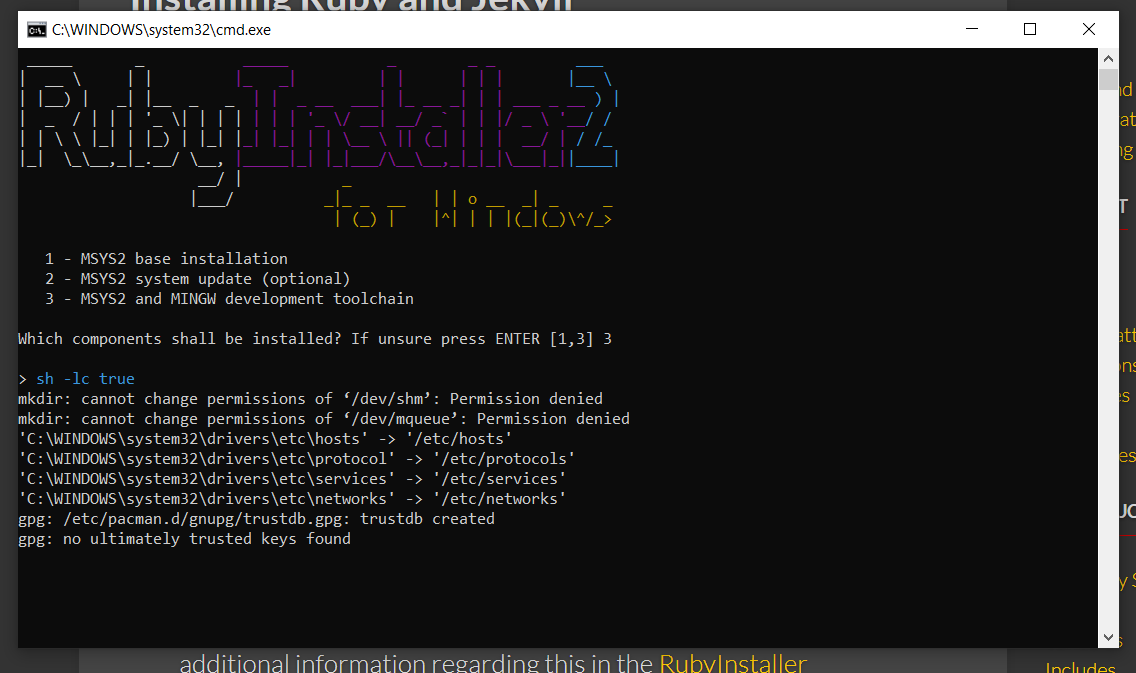 Installing Ruby and Jekyll
C:\WINDOWS\system32\cmd.exe
RubyInstaller2
for Windows
1 - MSYS2 base installation
2 - MSYS2 system update (optional)
3 - MSYS2 and MINGW development toolchain
Which components shall be installed? If unsure press ENTER [1,3] 3
> sh -lc true
mkdir: cannot change permissions of ‘/dev/shm’: Permission denied
mkdir: cannot change permissions of ‘/dev/mqueue’: Permission denied
'C:\WINDOWS\system32\drivers\etc\hosts' -> '/etc/hosts'
'C:\WINDOWS\system32\drivers\etc\protocol' -> '/etc/protocols'
'C:\WINDOWS\system32\drivers\etc\services' -> '/etc/services'
'C:\WINDOWS\system32\drivers\etc\networks' -> '/etc/networks'
gpg: /etc/pacman.d/gnupg/trustdb.gpg: trustdb created
gpg: no ultimately trusted keys found
additional information regarding this in the RubyInstaller
Includes